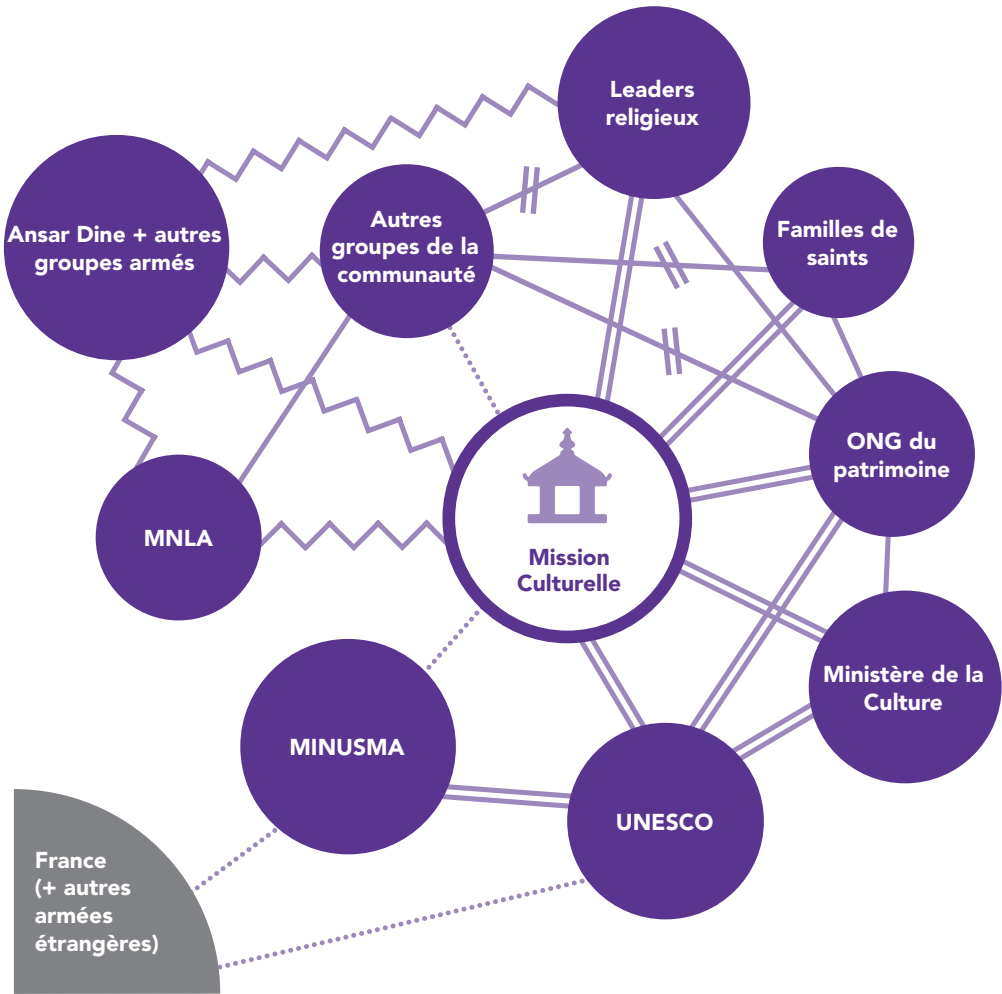 Leaders
religieux
Ansar Dine + autres
groupes armés
Autres
groupes de la
communauté
Familles de
saints
ONG du
patrimoine
MNLA
Mission
Culturelle
Ministère de la
Culture
MINUSMA
UNESCO
France
(+ autres
armées
étrangères)